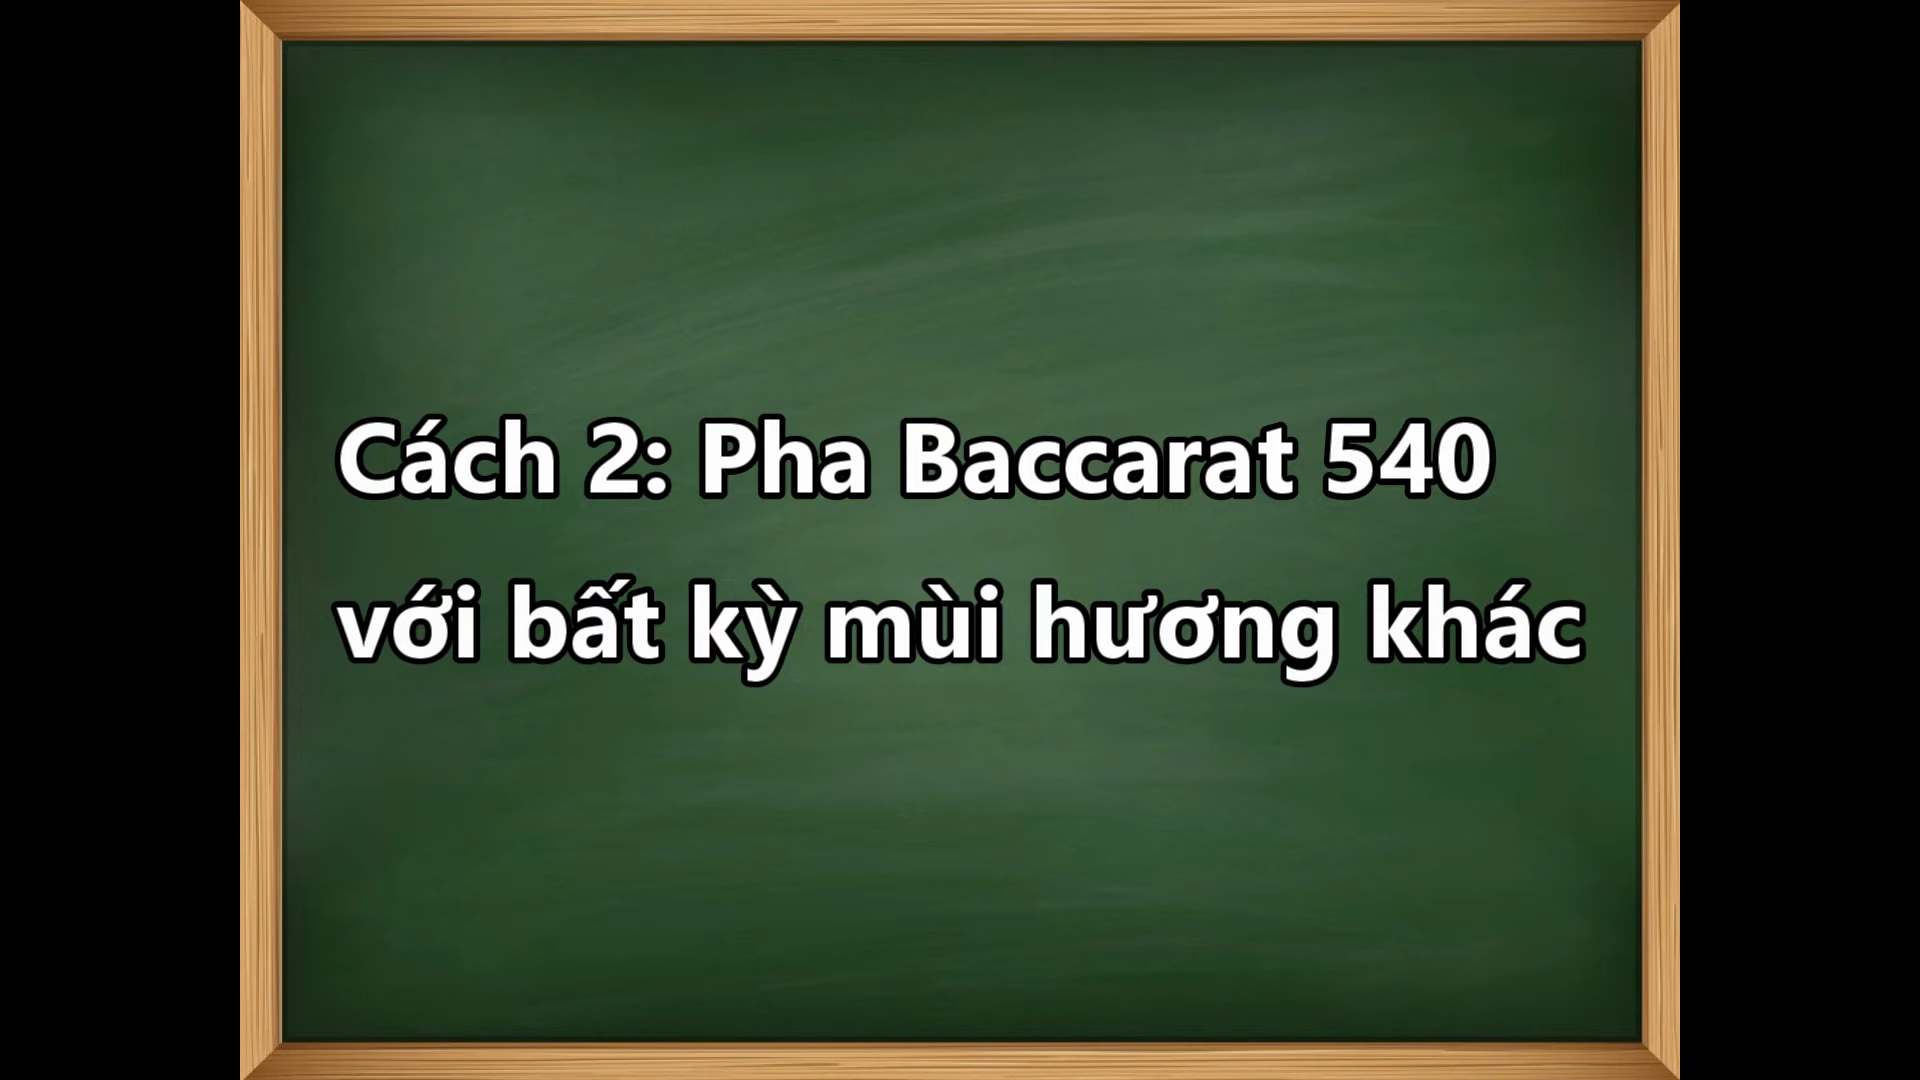 Cách 2: Pha Baccarat 540
với bất kỳ mùi hương khác